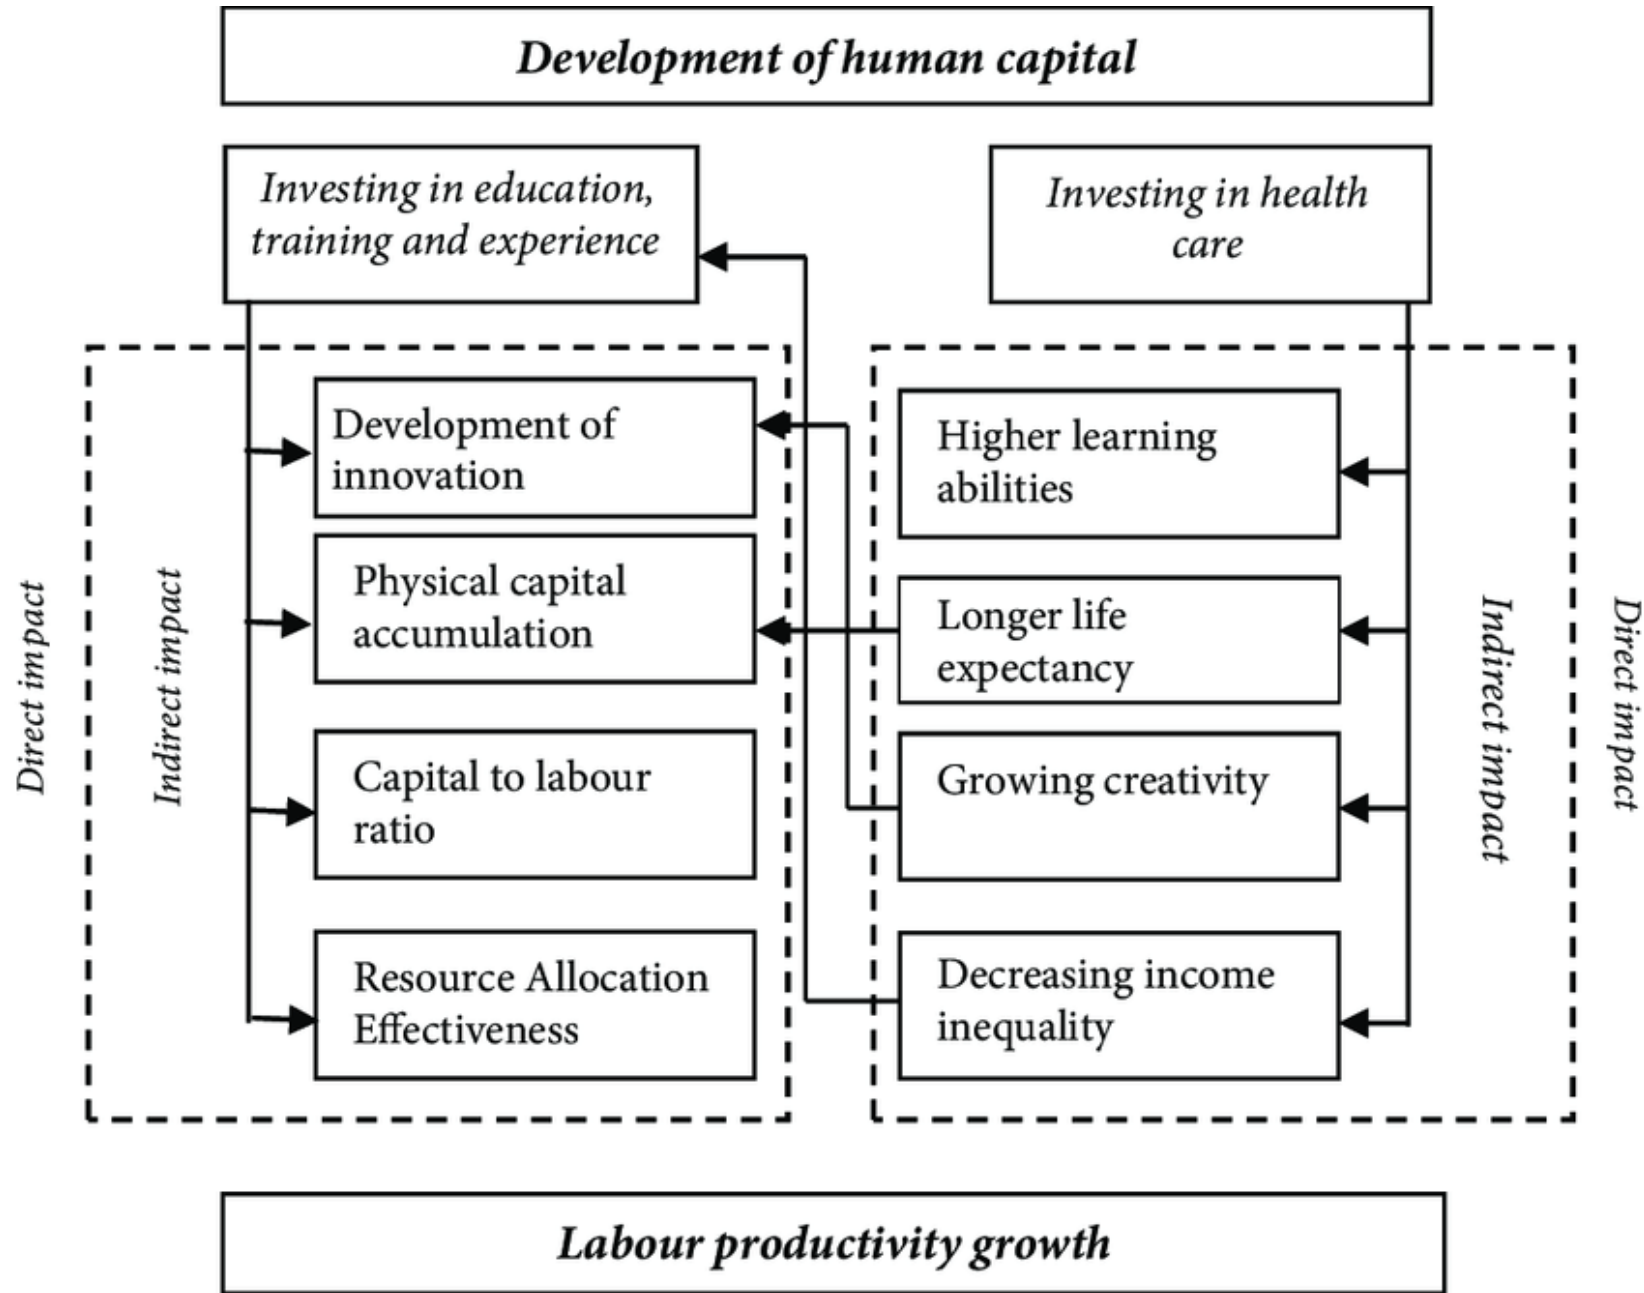 Development of human capital
Investing in education,
training and experience
Investing in health
care
Direct impact
Indirect impact
Development of
innovation
Physical capital
accumulation
Capital to labour
ratio
Resource Allocation
Effectiveness
Higher learning
abilities
Longer life
expectancy
Growing creativity
Decreasing income
inequality
Indirect impact
Direct impact
Labour productivity growth